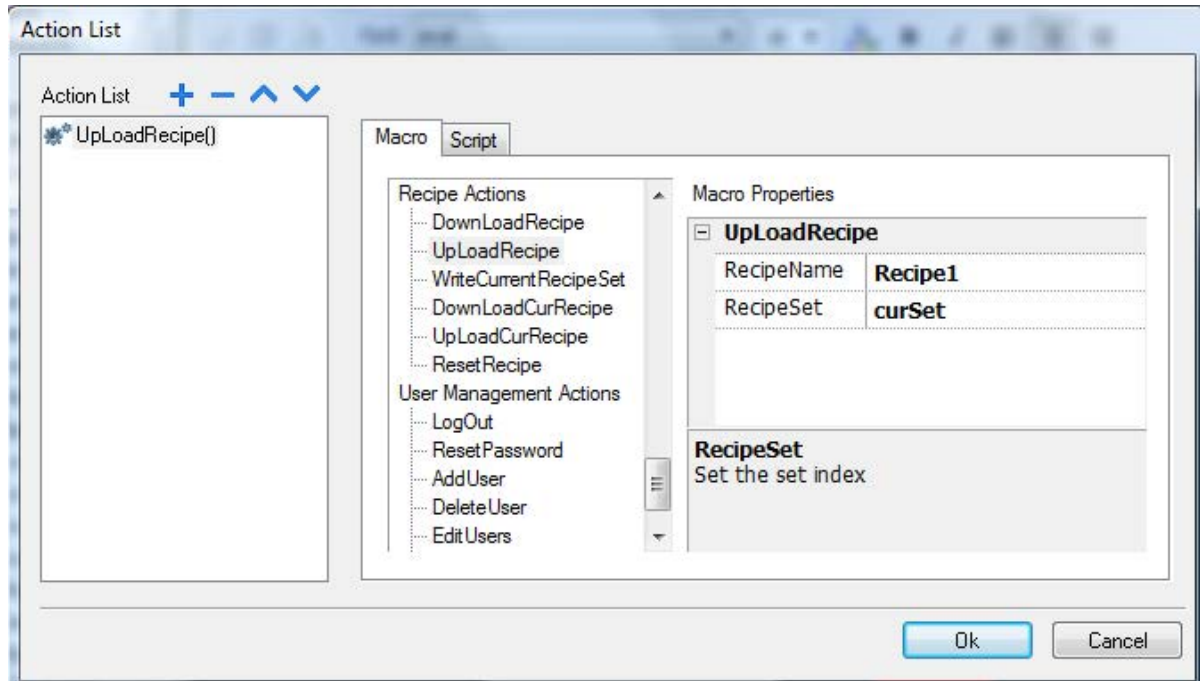 Action List
Action List
UpLoadRecipe()
Macro
Script
Recipe Actions
DownLoadRecipe
UpLoadRecipe
WriteCurrentRecipeSet
DownLoadCurRecipe
UpLoadCurRecipe
ResetRecipe
User Management Actions
LogOut
ResetPassword
AddUser
DeleteUser
EditUsers
Macro Properties
UpLoadRecipe
RecipeName Recipe1
RecipeSet curSet
RecipeSet
Set the set index
Ok
Cancel